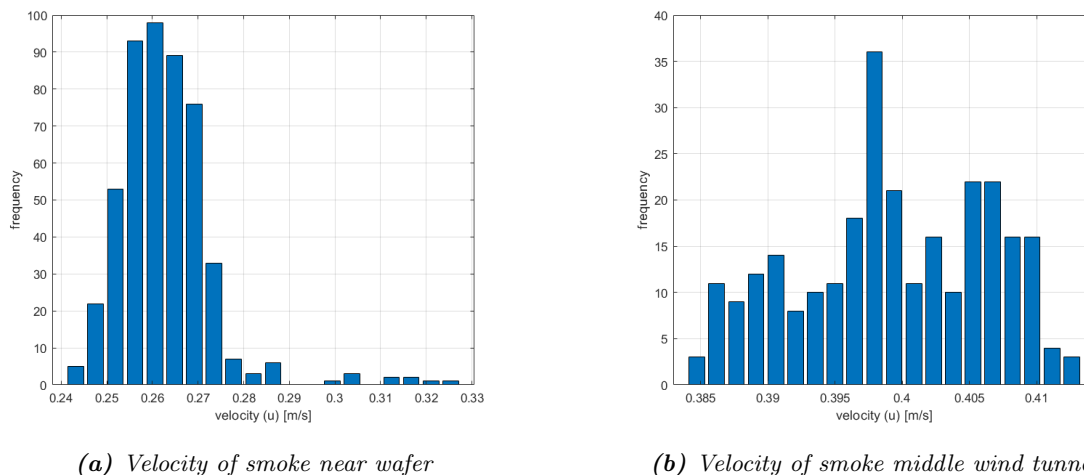 100
90
80
70
60
50
40
30
20
10
0
frequency
0.24 0.25 0.26 0.27 0.28 0.29 0.3 0.31 0.32 0.33
velocity (u) [m/s]
(a) Velocity of smoke near wafer
40
35
30
25
20
15
10
5
0
frequency
0.385 0.39 0.395 0.4 0.405 0.41
velocity (u) [m/s]
(b) Velocity of smoke middle wind tunne